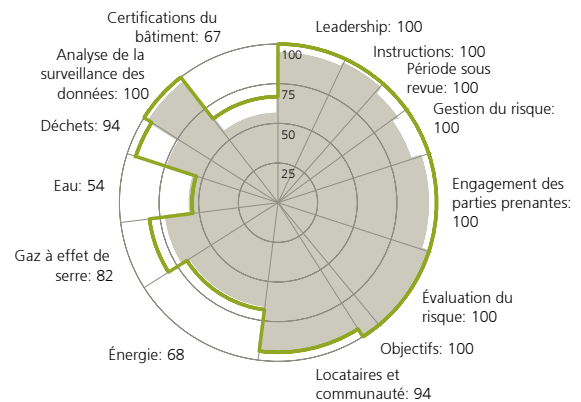 Certifications du
bâtiment: 67
Leadership: 100
Instructions: 100
Période sous
revue: 100
Gestion du risque:
100
Engagement des
parties prenantes:
100
Évaluation du
risque: 100
Objectifs: 100
Locataires et
communauté: 94
Énergie: 68
Gaz à effet de
serre: 82
Eau: 54
Déchets: 94
Analyse de la
surveillance des
données: 100
100
75
50
25